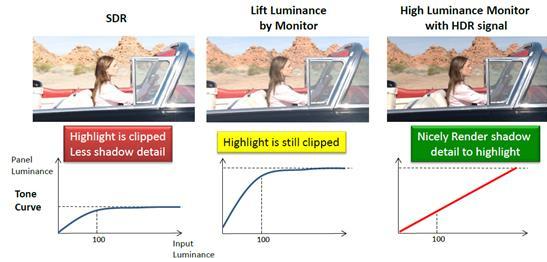 SDR
Lift Luminance
by Monitor
High Luminance Monitor
with HDR signal
Highlight is clipped
Less shadow detail
Highlight is still clipped
Nicely Render shadow
detail to highlight
Panel
Luminance
Tone
Curve
100
Input
Luminance
100
100